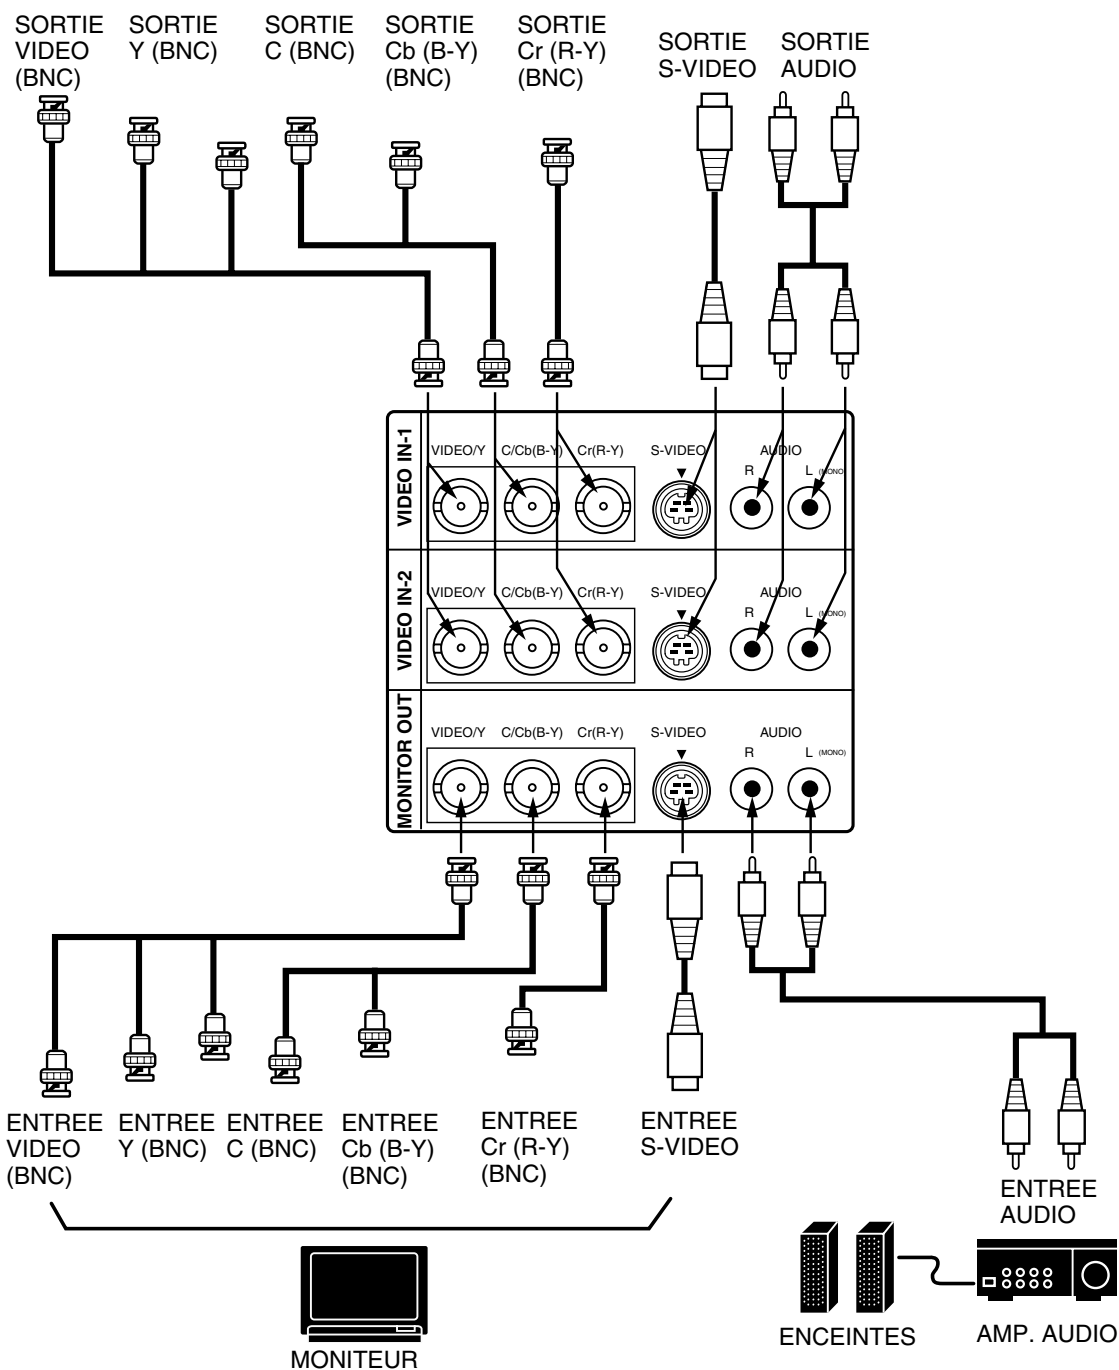 SORTIE VIDEO (BNC)
SORTIE Y (BNC)
SORTIE C (BNC)
SORTIE Cb (B-Y) (BNC)
SORTIE Cr (R-Y) (BNC)
SORTIE S-VIDEO
SORTIE AUDIO
VIDEO IN-1
VIDEO/Y C/Cb(B-Y) Cr(R-Y) S-VIDEO AUDIO
R L (MONO)
VIDEO IN-2
VIDEO/Y C/Cb(B-Y) Cr(R-Y) S-VIDEO AUDIO
R L (MONO)
MONITOR OUT
VIDEO/Y C/Cb(B-Y) Cr(R-Y) S-VIDEO AUDIO
R L (MONO)
ENTREE VIDEO (BNC)
ENTREE Y (BNC)
ENTREE C (BNC)
ENTREE Cb (B-Y) (BNC)
ENTREE Cr (R-Y) (BNC)
ENTREE S-VIDEO
ENTREE AUDIO
MONITEUR
ENCEINTES
AMP. AUDIO